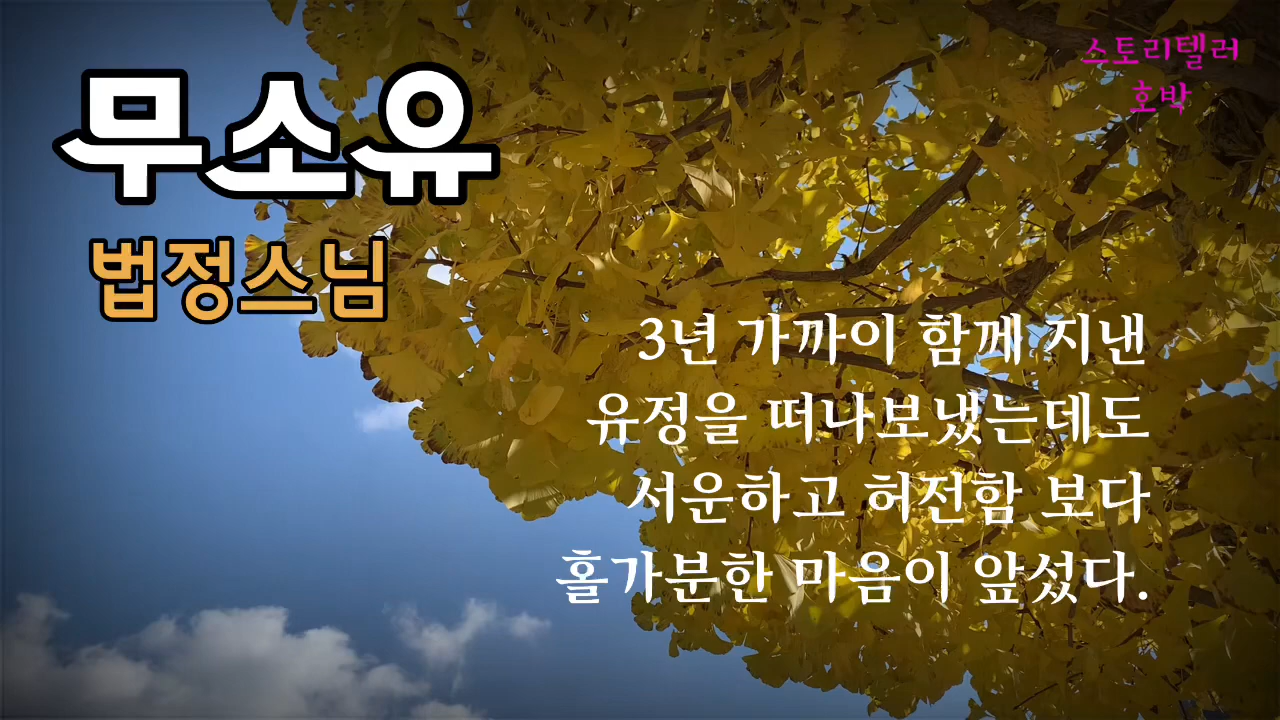 무소유
법정스님
스토리텔러
호박
3년 가까이 함께 지낸
유정을 떠나보냈는데도
서운하고 허전함 보다
홀가분한 마음이 앞섰다.